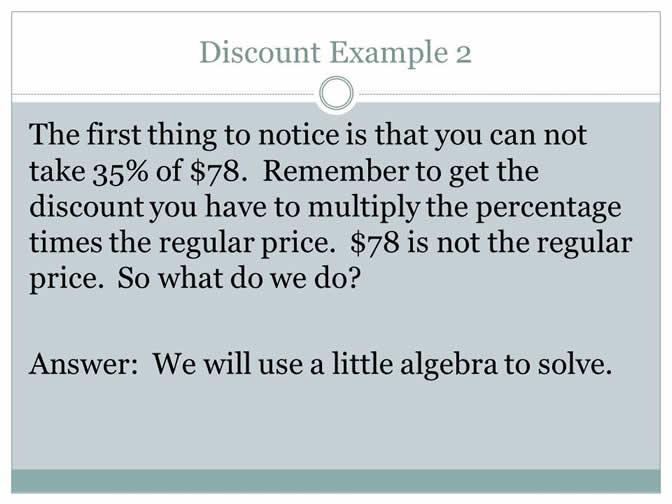 Discount Example 2
The first thing to notice is that you can not
take 35% of $78.  Remember to get the
discount you have to multiply the percentage
times the regular price.  $78 is not the regular
price.  So what do we do?
Answer:  We will use a little algebra to solve.